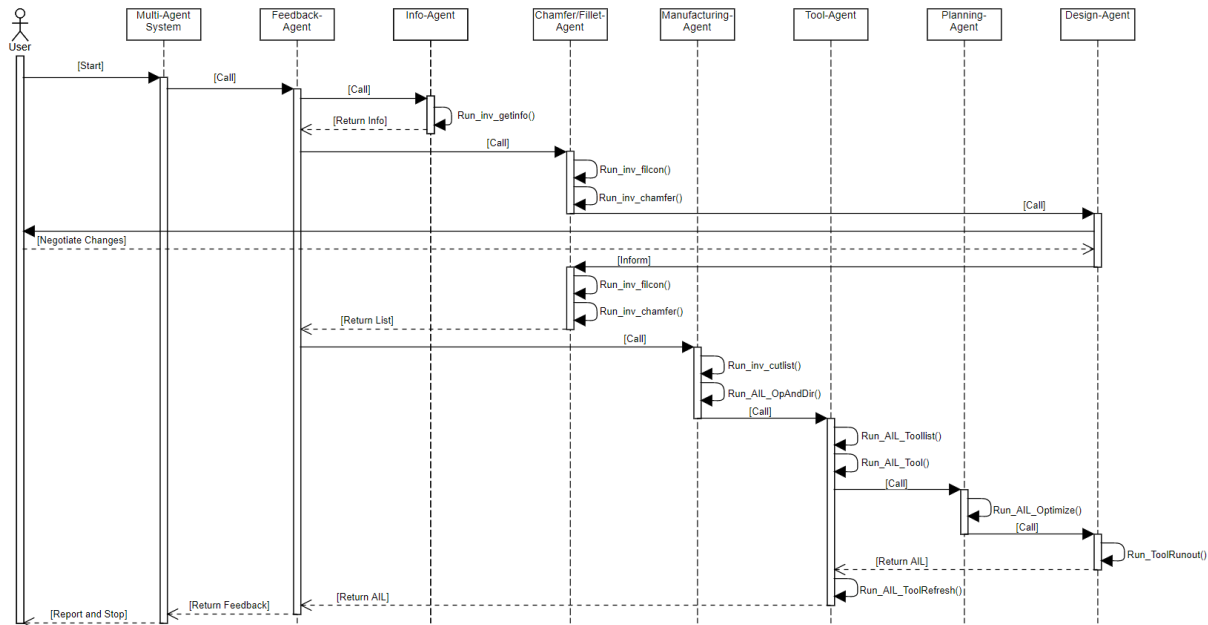 Multi-Agent
System
Feedback-
Agent
Info-Agent
Chamfer/Fillet-
Agent
Manufacturing-
Agent
Tool-Agent
Planning-
Agent
Design-Agent
User
[Start]
[Call]
[Call]
Run_inv_getinfo()
[Return Info]
[Call]
Run_inv_filcon()
Run_inv_chamfer()
[Call]
[Negotiate Changes]
[Inform]
Run_inv_filcon()
Run_inv_chamfer()
[Return List]
[Call]
Run_inv_cutlist()
Run_AIL_OpAndDir()
[Call]
Run_AIL_Toollist()
Run_AIL_Tool()
[Call]
Run_AIL_Optimize()
[Call]
Run_ToolRunout()
[Return AIL]
Run_AIL_ToolRefresh()
[Return AIL]
[Return Feedback]
[Report and Stop]